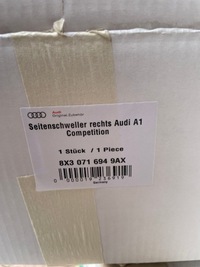 Audi
Original Zubehör
Seitenschweller rechts Audi A1
Competition
1 Stück / 1 Piece
8X3 071 694 9AX
Germany